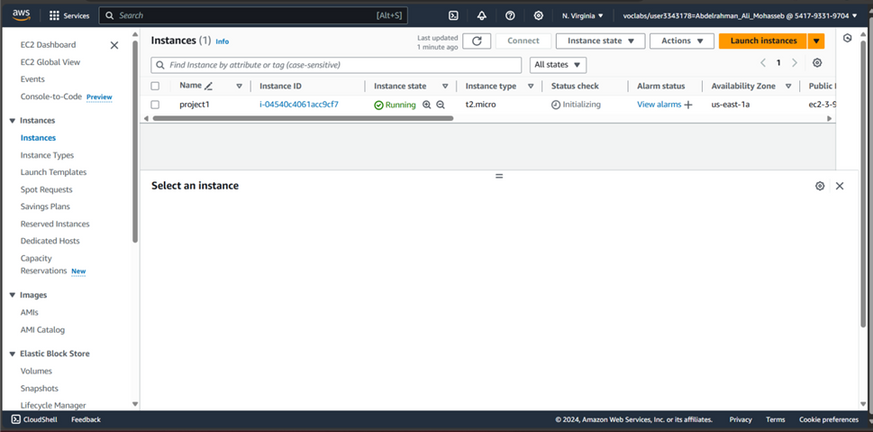 aws Services Search [Alt+S] N. Virginia voclabs/user3343178=Abdelrahman_Ali_Mohasseb @ 5417-9331-9704
EC2 Dashboard
EC2 Global View
Events
Console-to-Code Preview
Instances
Instances
Instance Types
Launch Templates
Spot Requests
Savings Plans
Reserved Instances
Dedicated Hosts
Capacity
Reservations New
Images
AMIs
AMI Catalog
Elastic Block Store
Volumes
Snapshots
Lifecycle Manager
Instances (1) Info
Last updated
1 minute ago
Connect Instance state Actions Launch instances
Find Instance by attribute or tag (case-sensitive) All states 1
Name Instance ID Instance state Instance type Status check Alarm status Availability Zone Public
project1 i-04540c4061acc9cf7 Running t2.micro Initializing View alarms + us-east-1a ec2-3-9
Select an instance
CloudShell Feedback © 2024, Amazon Web Services, Inc. or its affiliates. Privacy Terms Cookie preferences